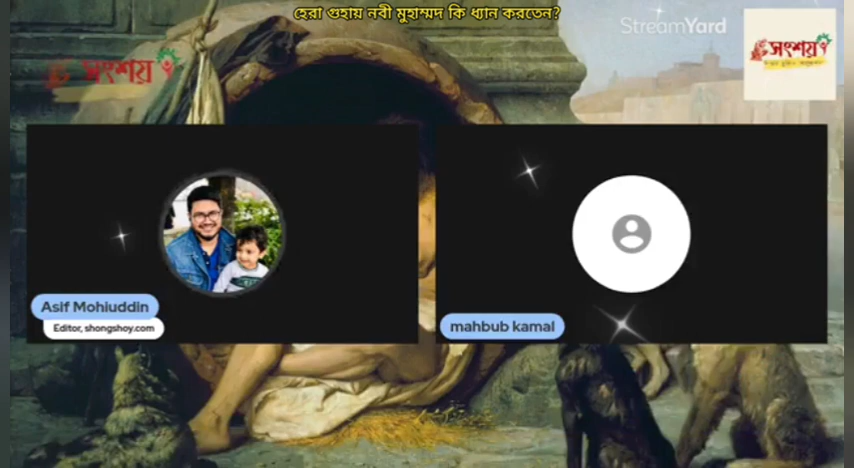 হেরা গুহায় নবী মুহাম্মদ কি ধ্যান করতেন?
StreamYard
সংশয়
সংশয়
Asif Mohiuddin
Editor, shongshoy.com
mahbub kamal